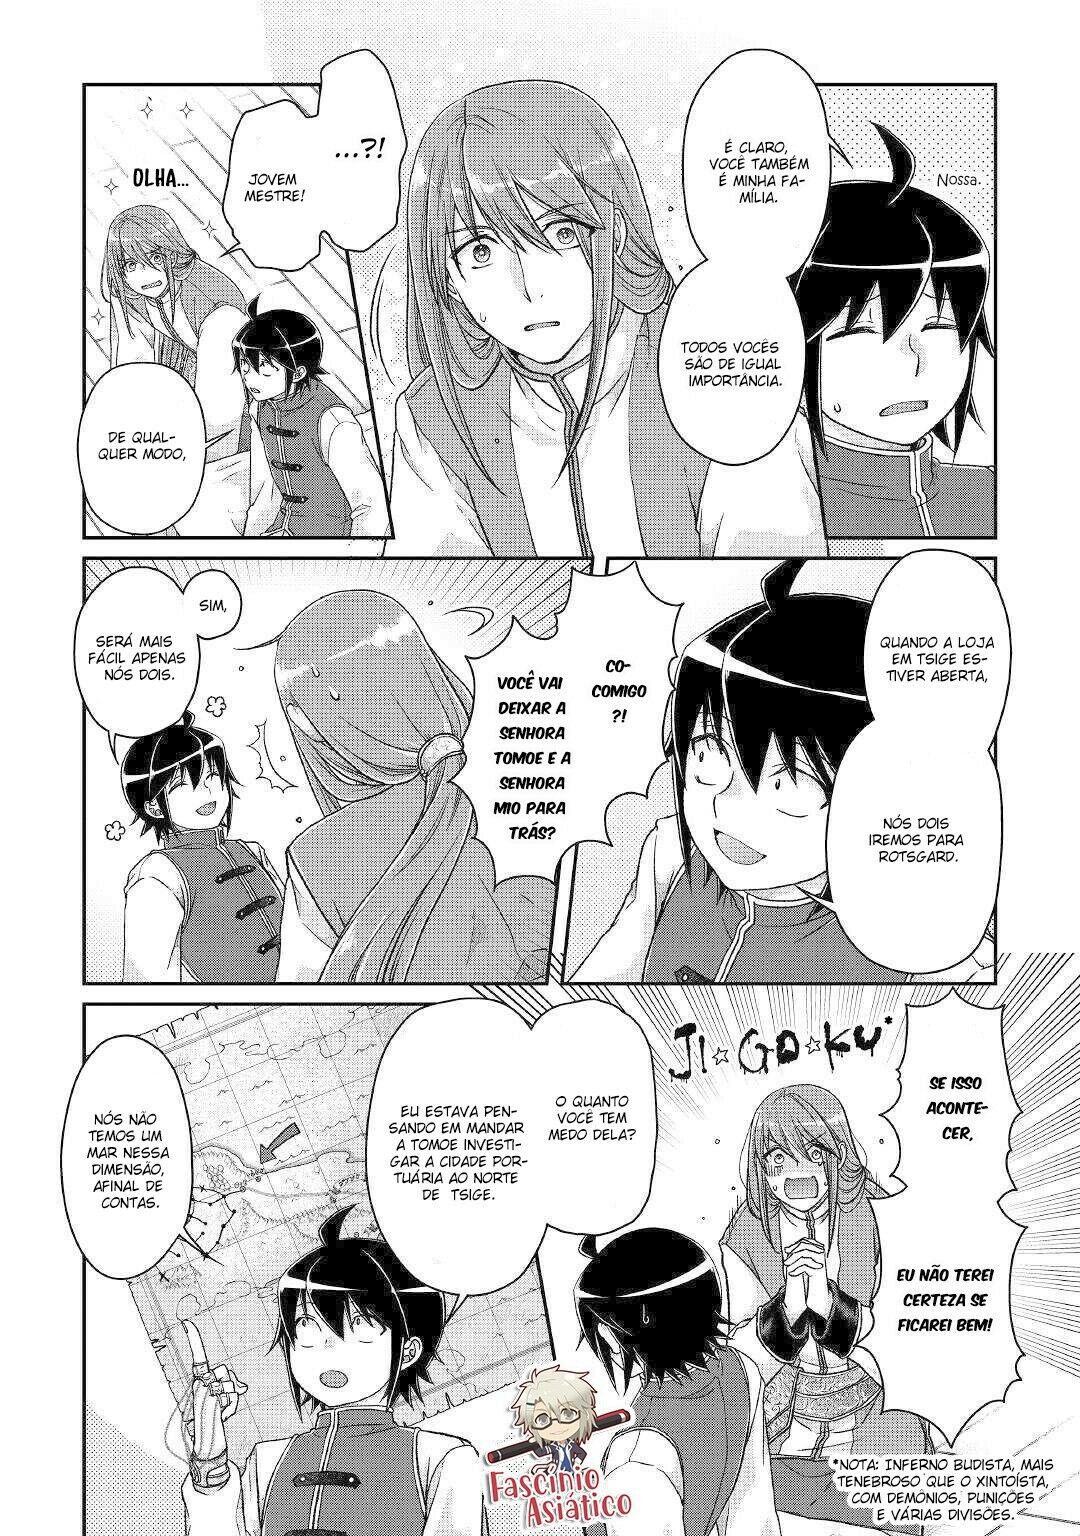 Nossa.
É CLARO,
VOCÊ TAMBÉM
É MINHA FA-
MÍLIA.
TODOS VOCÊS
SÃO DE IGUAL
IMPORTÂNCIA.
...?!
JOVEM
MESTRE!
OLHA...
DE QUAL-
QUER MODO,
QUANDO A LOJA
EM TSIGE ES-
TIVER ABERTA,
NÓS DOIS
IREMOS PARA
ROTSGARD.
CO-
COMIGO
?!
VOCÊ VAI
DEIXAR A
SENHORA
TOMOE E A
SENHORA
MIO PARA
TRÁS?
SIM,
SERÁ MAIS
FÁCIL APENAS
NÓS DOIS.
SE ISSO
ACONTE-
CER,
JI☆GO☆KU*
EU NÃO TEREI
CERTEZA SE
FICAREI BEM!
O QUANTO
VOCÊ TEM
MEDO DELA?
EU ESTAVA PEN-
SANDO EM MANDAR
A TOMOE INVESTI-
GAR A CIDADE POR-
TUÁRIA AO NORTE
DE TSIGE.
NÓS NÃO
TEMOS UM
MAR NESSA
DIMENSÃO,
AFINAL DE
CONTAS.
*NOTA: INFERNO BUDISTA, MAIS
TENEBROSO QUE O XINTOÍSTA,
COM DEMÔNIOS, PUNIÇÕES
E VÁRIAS DIVISÕES.
Fascínio
Asiático